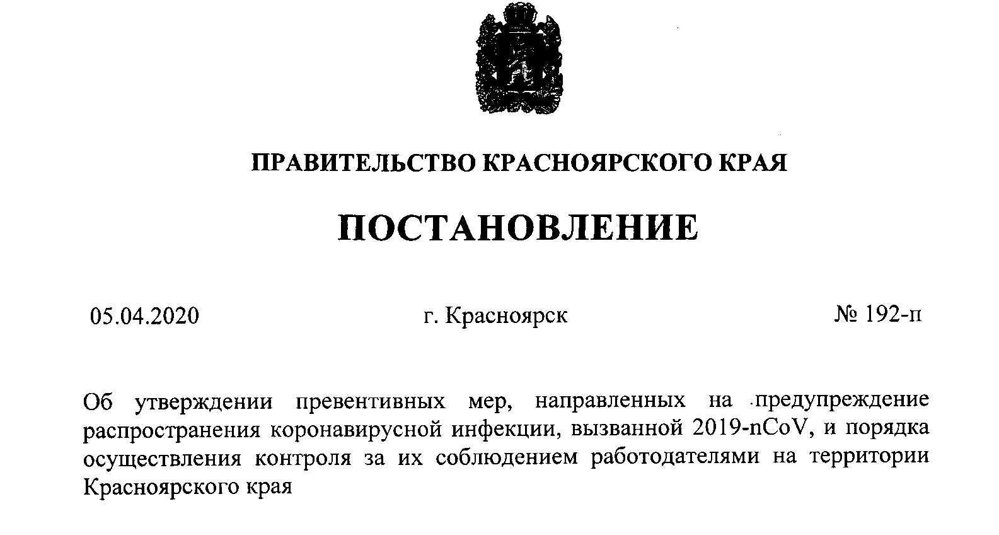 ПРАВИТЕЛЬСТВО КРАСНОЯРСКОГО КРАЯ
ПОСТАНОВЛЕНИЕ
05.04.2020 г. Красноярск № 192-п
Об утверждении превентивных мер, направленных на предупреждение
распространения коронавирусной инфекции, вызванной 2019-nCoV, и порядка
осуществления контроля за их соблюдением работодателями на территории
Красноярского края